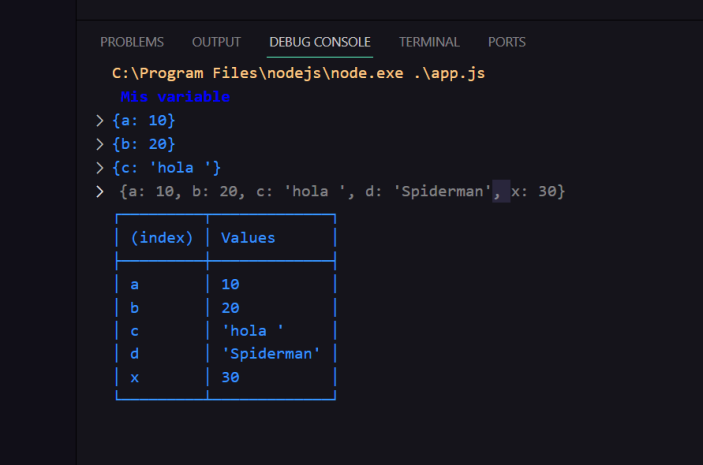 PROBLEMS OUTPUT DEBUG CONSOLE TERMINAL PORTS
C:\Program Files\nodejs\node.exe .\app.js
Mis variable
{a: 10}
{b: 20}
{c: 'hola '}
{a: 10, b: 20, c: 'hola ', d: 'Spiderman', x: 30}
(index) Values
a 10
b 20
c 'hola '
d 'Spiderman'
x 30